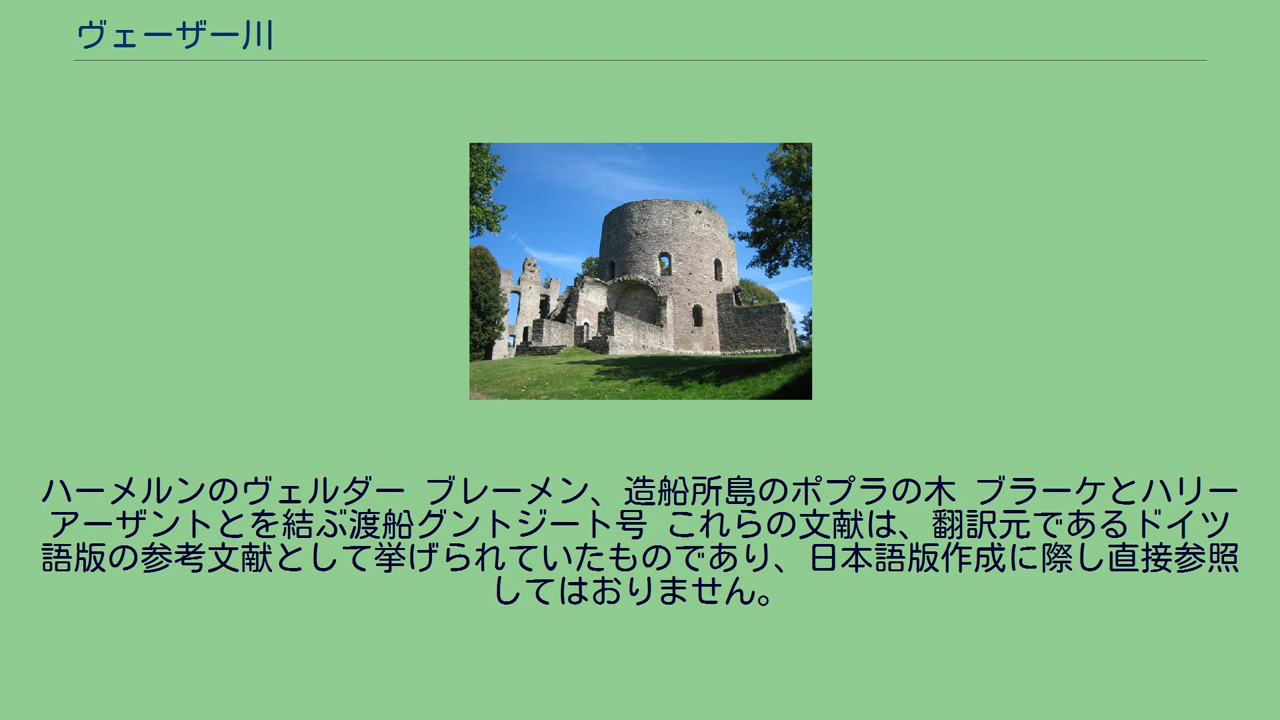 ヴェーザー川
ハーメルンのヴェルダー ブレーメン、造船所島のポプラの木 ブラーケとハリー
アーザントとを結ぶ渡船グントジート号 これらの文献は、翻訳元であるドイツ
語版の参考文献として挙げられていたものであり、日本語版作成に際し直接参照
してはおりません。